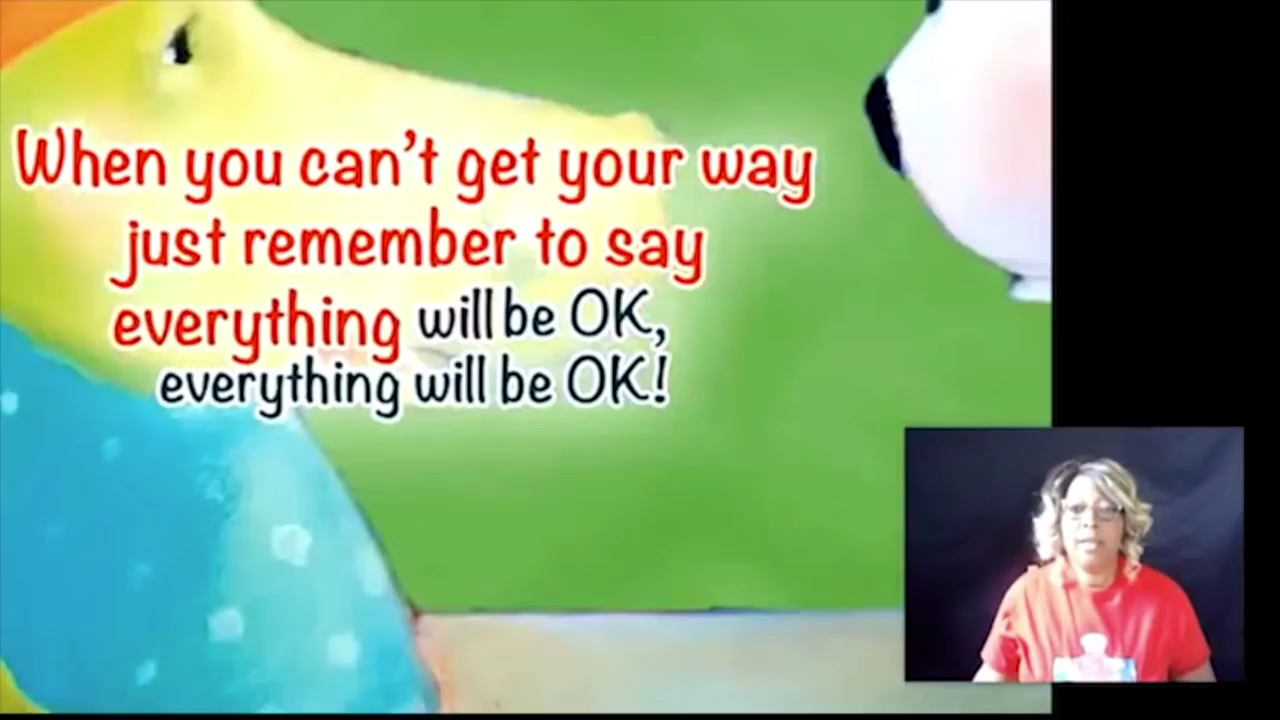 When you can't get your way
just remember to say
everything will be OK,
everything will be OK!